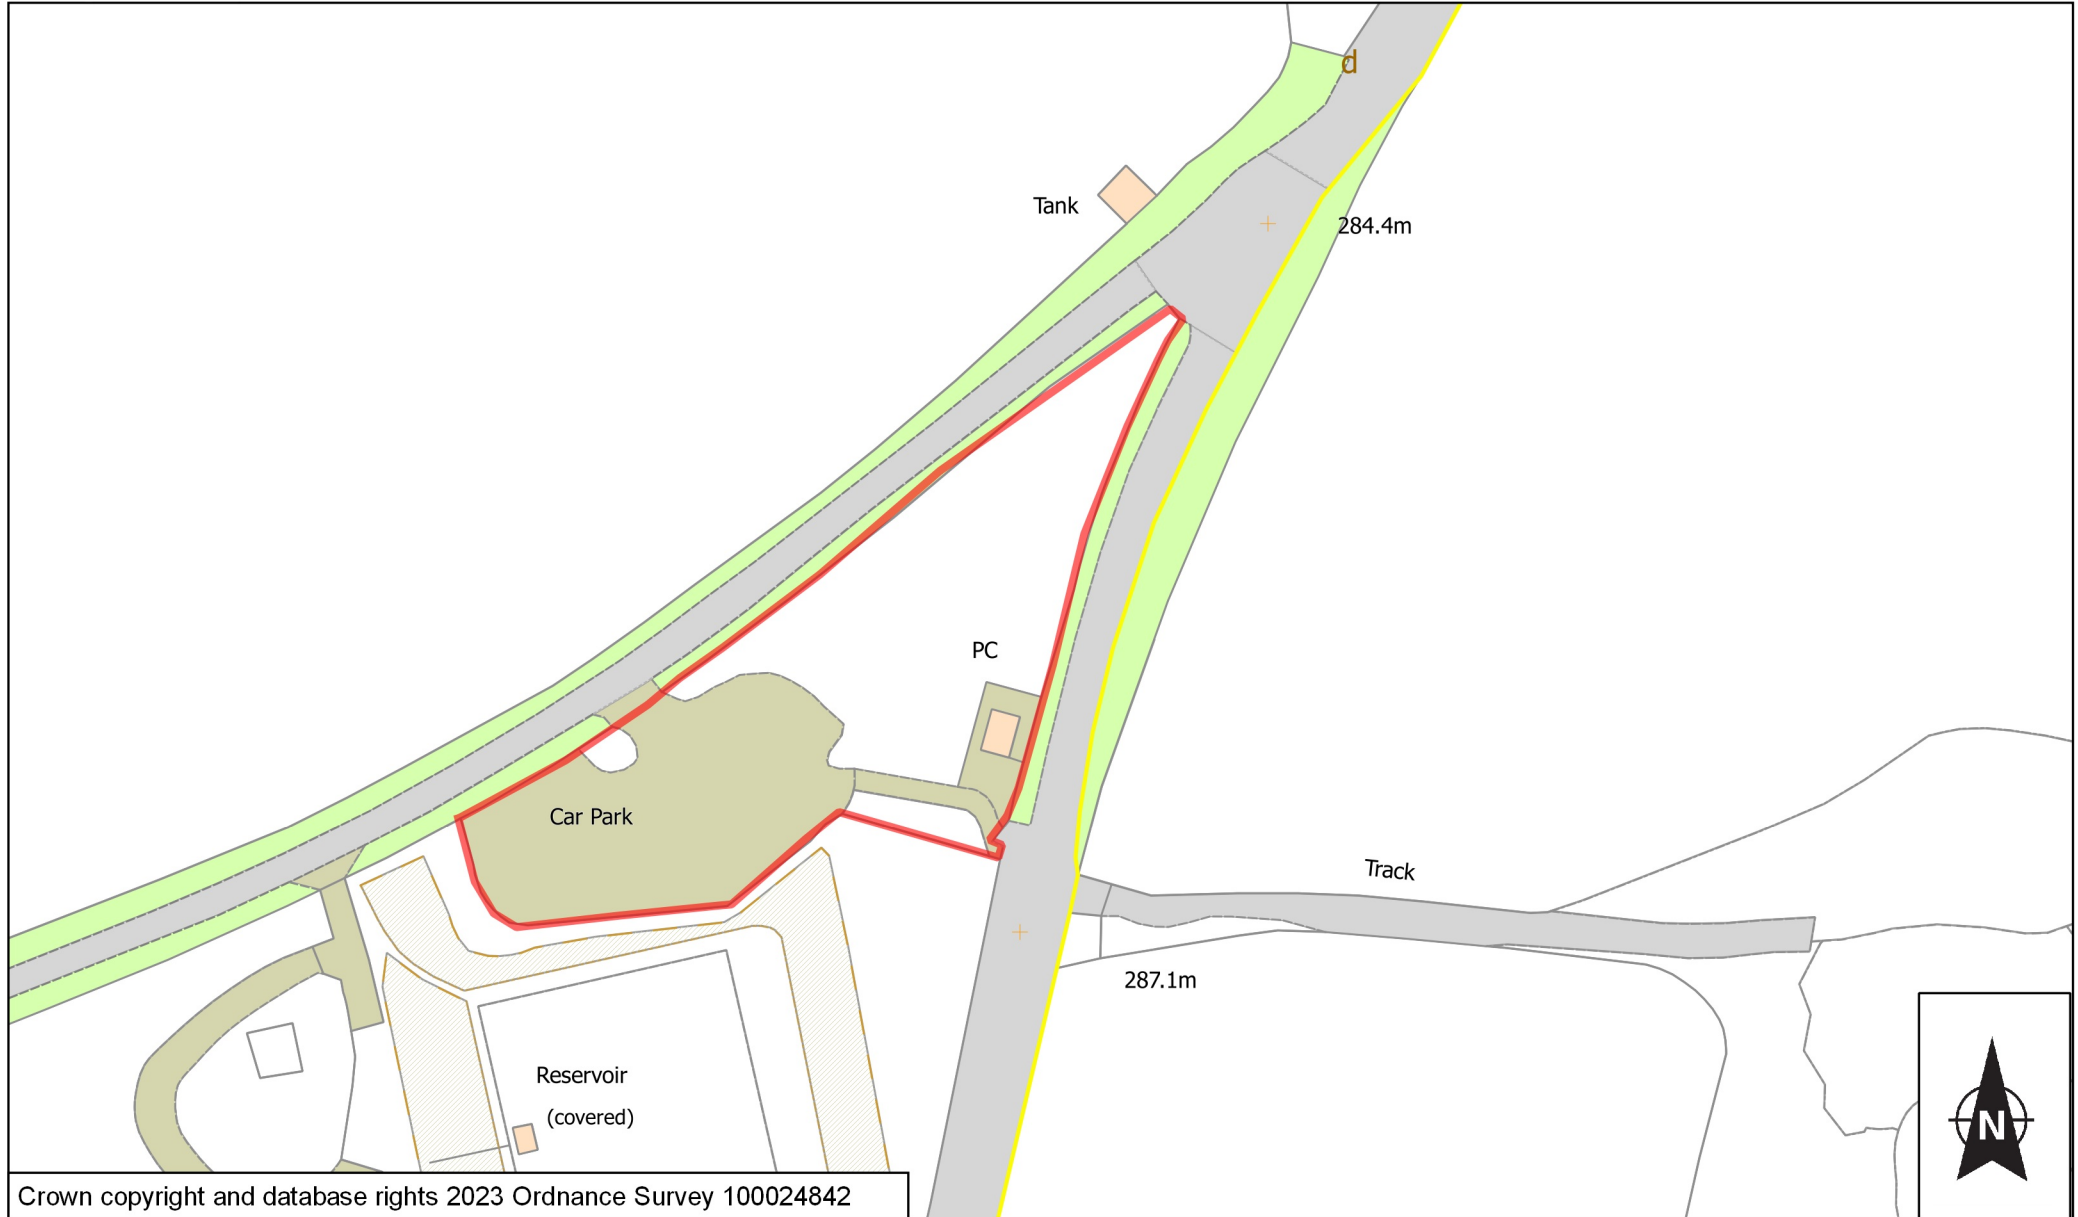 d
Tank
284.4m
PC
Car Park
Track
287.1m
Reservoir
(covered)
N
Crown copyright and database rights 2023 Ordnance Survey 100024842